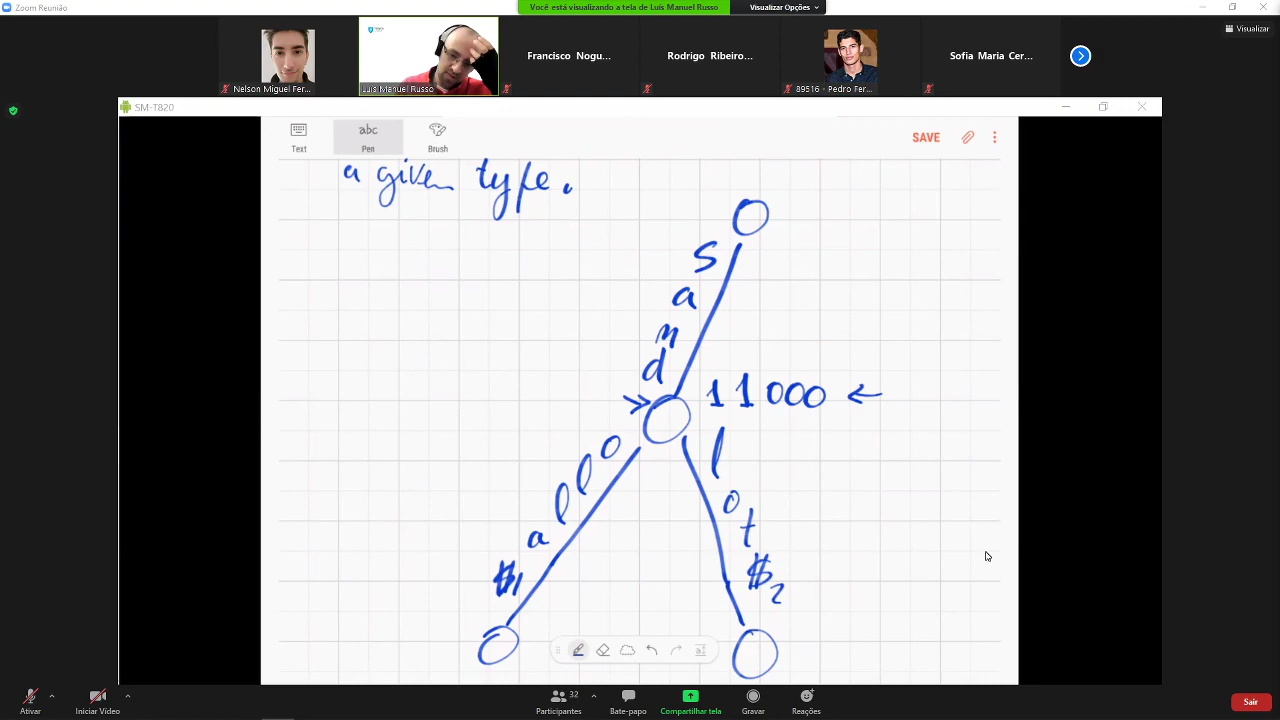 Zoom Reunião
Você está visualizando a tela de Luís Manuel Russo
Visualizar Opções
Visualizar
Nelson Miguel Fer...
Luís Manuel Russo
Francisco Nogu...
Rodrigo Ribeiro...
89516 - Pedro Fer...
Sofia Maria Cer...
SM-T820
Text
abc
Pen
Brush
SAVE
a given type.
s
a
n
d
11000 ←
o
l
l
a
$1
l
o
t
$2
Ativar
Iniciar Vídeo
Participantes
32
Bate-papo
Compartilhar tela
Gravar
Reações
Sair